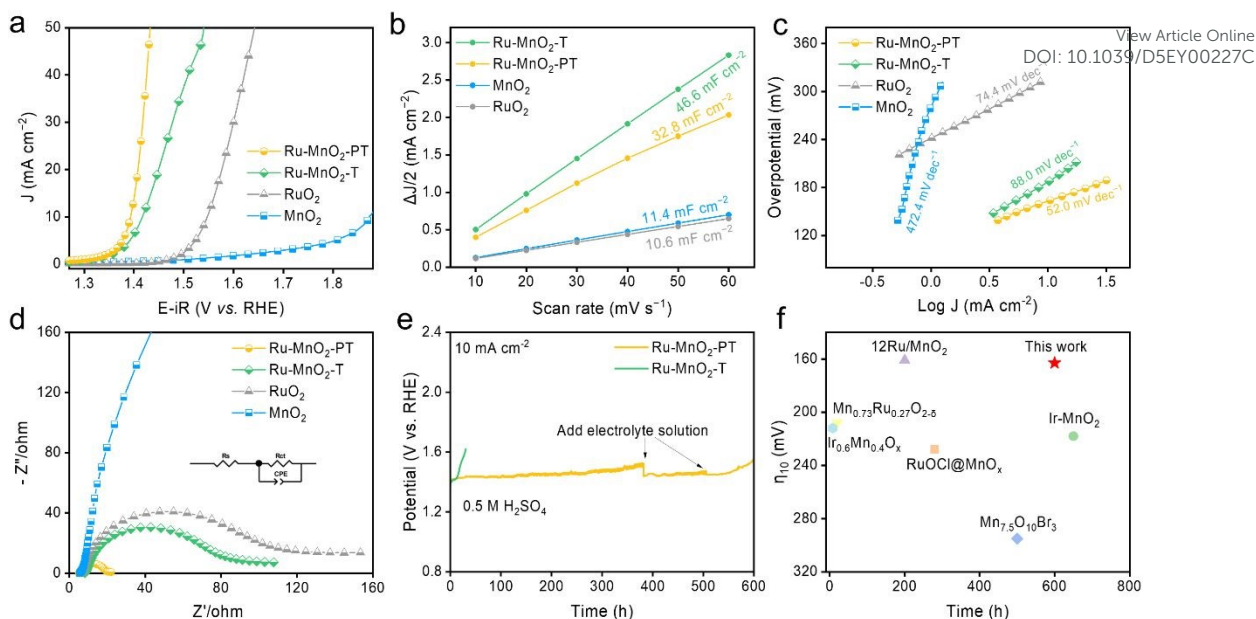 View Article Online
DOI: 10.1039/D5EY00227C
a
50
40
30
20
10
0
J (mA cm⁻²)
Ru-MnO₂-PT
Ru-MnO₂-T
RuO₂
MnO₂
1.3 1.4 1.5 1.6 1.7 1.8
E-iR (V vs. RHE)
b
3.0
2.5
2.0
1.5
1.0
0.5
0.0
ΔJ/2 (mA cm⁻²)
Ru-MnO₂-T
Ru-MnO₂-PT
MnO₂
RuO₂
46.6 mF cm⁻²
32.8 mF cm⁻²
11.4 mF cm⁻²
10.6 mF cm⁻²
10 20 30 40 50 60
Scan rate (mV s⁻¹)
c
360
300
240
180
120
Overpotential (mV)
Ru-MnO₂-PT
Ru-MnO₂-T
RuO₂
MnO₂
74.4 mV dec⁻¹
472.4 mV dec⁻¹
88.0 mV dec⁻¹
52.0 mV dec⁻¹
-0.5 0.0 0.5 1.0 1.5
Log J (mA cm⁻²)
d
160
120
80
40
0
- Z''/ohm
Ru-MnO₂-PT
Ru-MnO₂-T
RuO₂
MnO₂
Rs
Rct
CPE
0 40 80 120 160
Z'/ohm
e
2.4
2.0
1.6
1.2
0.8
Potential (V vs. RHE)
10 mA cm⁻²
Ru-MnO₂-PT
Ru-MnO₂-T
Add electrolyte solution
0.5 M H₂SO₄
0 100 200 300 400 500 600
Time (h)
f
160
200
240
280
320
η₁₀ (mV)
12Ru/MnO₂
This work
Mn₀.₇₃Ru₀.₂₇O₂₋δ
Ir₀.₆Mn₀.₄Oₓ
RuOCl@MnOₓ
Ir-MnO₂
Mn₇.₅O₁₀Br₃
0 200 400 600 800
Time (h)